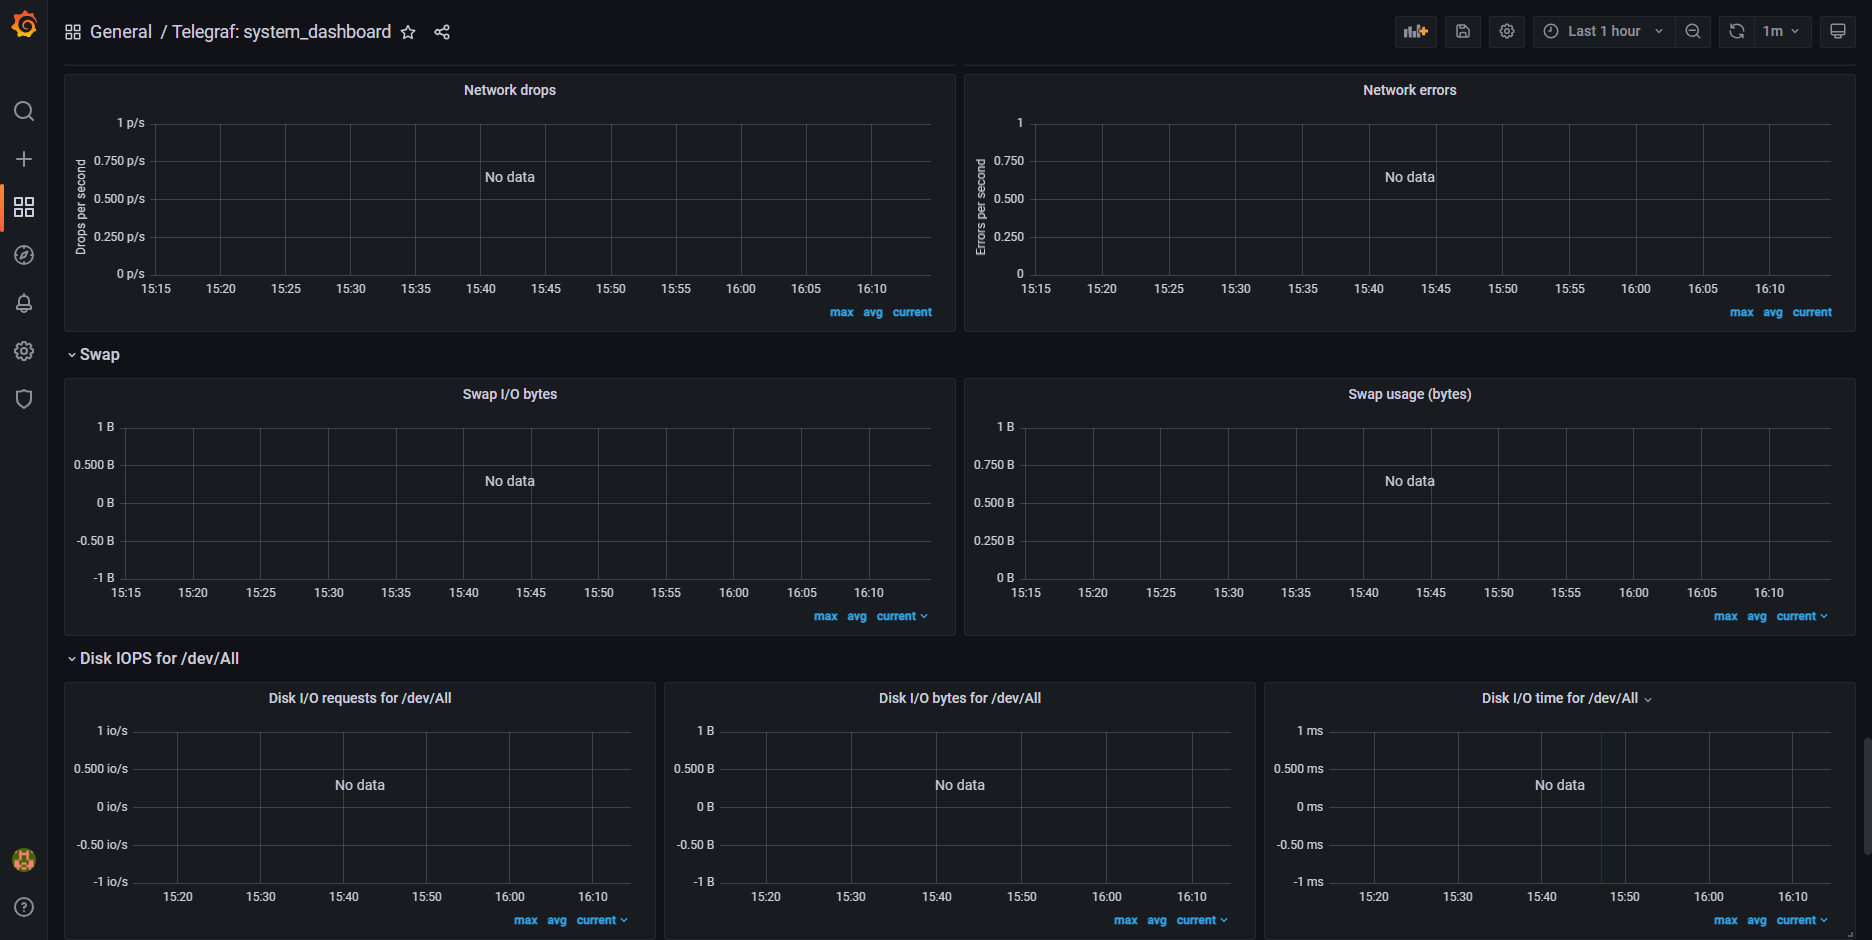 General / Telegraf: system_dashboard
Last 1 hour
1m
Network drops
1 p/s
0.750 p/s
0.500 p/s
0.250 p/s
0 p/s
Drops per second
No data
15:15 15:20 15:25 15:30 15:35 15:40 15:45 15:50 15:55 16:00 16:05 16:10
max avg current
Network errors
1
0.750
0.500
0.250
0
Errors per second
No data
15:15 15:20 15:25 15:30 15:35 15:40 15:45 15:50 15:55 16:00 16:05 16:10
max avg current
Swap
Swap I/O bytes
1 B
0.500 B
0 B
-0.50 B
-1 B
No data
15:15 15:20 15:25 15:30 15:35 15:40 15:45 15:50 15:55 16:00 16:05 16:10
max avg current
Swap usage (bytes)
1 B
0.750 B
0.500 B
0.250 B
0 B
No data
15:15 15:20 15:25 15:30 15:35 15:40 15:45 15:50 15:55 16:00 16:05 16:10
max avg current
Disk IOPS for /dev/All
Disk I/O requests for /dev/All
1 io/s
0.500 io/s
0 io/s
-0.50 io/s
-1 io/s
No data
15:20 15:30 15:40 15:50 16:00 16:10
max avg current
Disk I/O bytes for /dev/All
1 B
0.500 B
0 B
-0.50 B
-1 B
No data
15:20 15:30 15:40 15:50 16:00 16:10
max avg current
Disk I/O time for /dev/All
1 ms
0.500 ms
0 ms
-0.50 ms
-1 ms
No data
15:20 15:30 15:40 15:50 16:00 16:10
max avg current